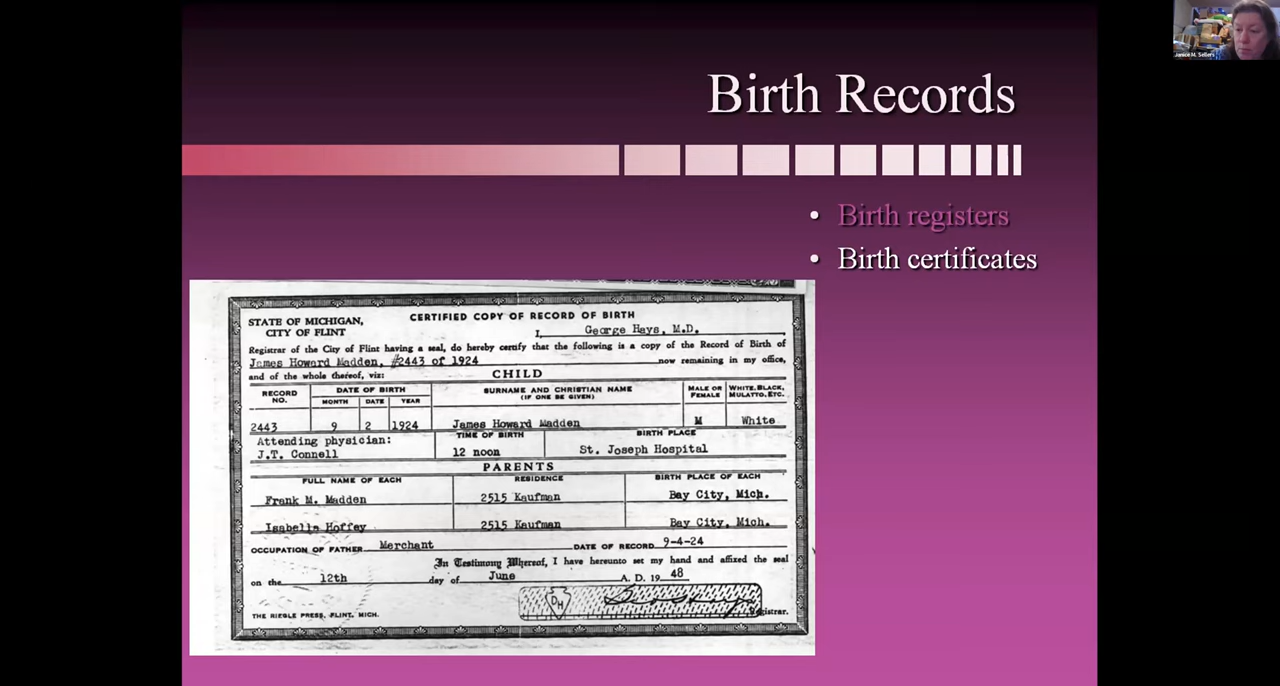 Janice M. Sellers
Birth Records
• Birth registers
• Birth certificates
STATE OF MICHIGAN,
CITY OF FLINT
CERTIFIED COPY OF RECORD OF BIRTH
I, George Hays, M.D.
Registrar of the City of Flint having a seal, do hereby certify that the following is a copy of the Record of Birth of
James Howard Madden, #2443 of 1924 now remaining in my office,
and of the whole thereof, viz:
CHILD
RECORD NO. DATE OF BIRTH MONTH DATE YEAR SURNAME AND CHRISTIAN NAME (IF ONE BE GIVEN) MALE OR FEMALE WHITE, BLACK, MULATTO, ETC.
2443 9 2 1924 James Howard Madden M White
Attending physician: TIME OF BIRTH BIRTH PLACE
J.T. Connell 12 noon St. Joseph Hospital
PARENTS
FULL NAME OF EACH RESIDENCE BIRTH PLACE OF EACH
Frank M. Madden 2515 Kaufman Bay City, Mich.
Isabelle Hoffey 2515 Kaufman Bay City, Mich.
OCCUPATION OF FATHER Merchant DATE OF RECORD 9-4-24
In Testimony Whereof, I have hereunto set my hand and affixed the seal
on the 12th day of June A. D. 19 48
DH
THE RIEGLE PRESS, FLINT, MICH.